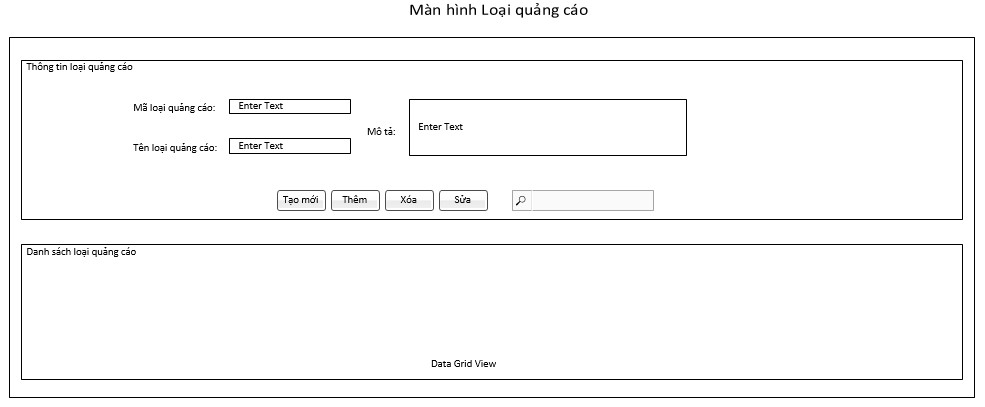 Màn hình Loại quảng cáo
Thông tin loại quảng cáo
Mã loại quảng cáo: Enter Text
Mô tả: Enter Text
Tên loại quảng cáo: Enter Text
Tạo mới Thêm Xóa Sửa
Danh sách loại quảng cáo
Data Grid View